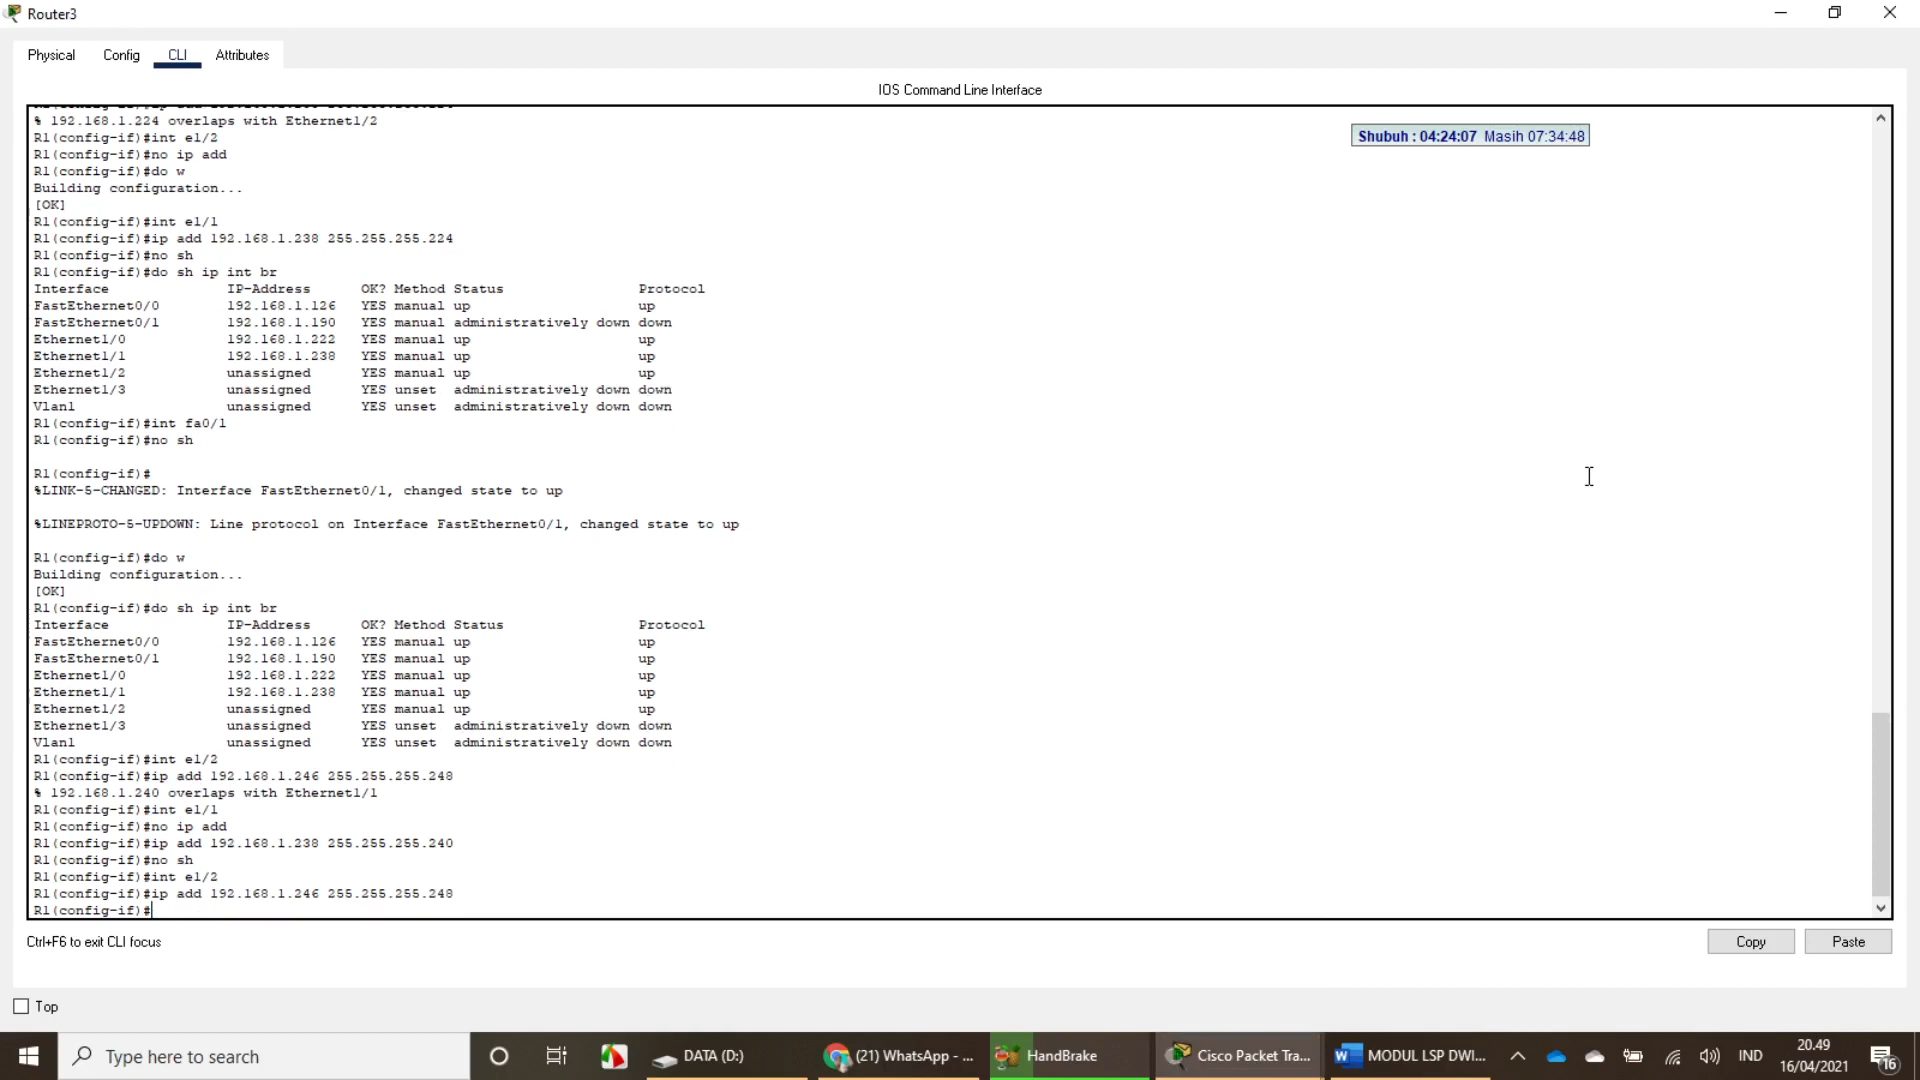 Router3
Physical Config CLI Attributes
IOS Command Line Interface
% 192.168.1.224 overlaps with Ethernet1/2
R1(config-if)#int e1/2
R1(config-if)#no ip add
R1(config-if)#do w
Building configuration...
[OK]
R1(config-if)#int e1/1
R1(config-if)#ip add 192.168.1.238 255.255.255.224
R1(config-if)#no sh
R1(config-if)#do sh ip int br
Interface IP-Address OK? Method Status Protocol
FastEthernet0/0 192.168.1.126 YES manual up up
FastEthernet0/1 192.168.1.190 YES manual administratively down down
Ethernet1/0 192.168.1.222 YES manual up up
Ethernet1/1 192.168.1.238 YES manual up up
Ethernet1/2 unassigned YES manual up up
Ethernet1/3 unassigned YES unset administratively down down
Vlan1 unassigned YES unset administratively down down
R1(config-if)#int fa0/1
R1(config-if)#no sh
R1(config-if)#
%LINK-5-CHANGED: Interface FastEthernet0/1, changed state to up
%LINEPROTO-5-UPDOWN: Line protocol on Interface FastEthernet0/1, changed state to up
R1(config-if)#do w
Building configuration...
[OK]
R1(config-if)#do sh ip int br
Interface IP-Address OK? Method Status Protocol
FastEthernet0/0 192.168.1.126 YES manual up up
FastEthernet0/1 192.168.1.190 YES manual up up
Ethernet1/0 192.168.1.222 YES manual up up
Ethernet1/1 192.168.1.238 YES manual up up
Ethernet1/2 unassigned YES manual up up
Ethernet1/3 unassigned YES unset administratively down down
Vlan1 unassigned YES unset administratively down down
R1(config-if)#int e1/2
R1(config-if)#ip add 192.168.1.246 255.255.255.248
% 192.168.1.240 overlaps with Ethernet1/1
R1(config-if)#int e1/1
R1(config-if)#no ip add
R1(config-if)#ip add 192.168.1.238 255.255.255.240
R1(config-if)#no sh
R1(config-if)#int e1/2
R1(config-if)#ip add 192.168.1.246 255.255.255.248
R1(config-if)#
Shubuh : 04:24:07 Masih 07:34:48
Ctrl+F6 to exit CLI focus
Copy Paste
Top
Type here to search
DATA (D:)
(21) WhatsApp - ...
HandBrake
Cisco Packet Tra...
MODUL LSP DWI...
IND
20.49
16/04/2021
16